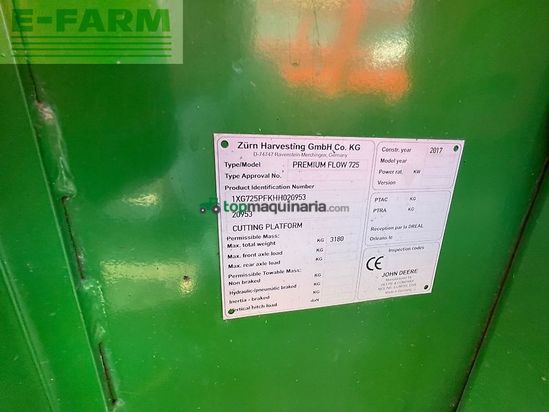 E-FARM
Zürn Harvesting GmbH Co. KG
D-74747 Ravenstein-Merchingen, Germany
Type/Model PREMIUM FLOW 725
Type Approval No.
Product Identification Number
1XG725PFKHH020953
20953
CUTTING PLATFORM
Permissible Mass:
Max. total weight KG 3180
Max. front axle load KG
Max. rear axle load KG
Permissible Towable Mass:
Non braked KG
Hydraulic-/pneumatic braked KG
Inertia - braked KG
Vertical hitch load daN
Constr. year 2017
Model year
Power rat. KW
Version
PTAC KG
PTRA KG
Reception par la DREAL
Orleans le
Inspection codes
CE
JOHN DEERE
topmaquinaria.com